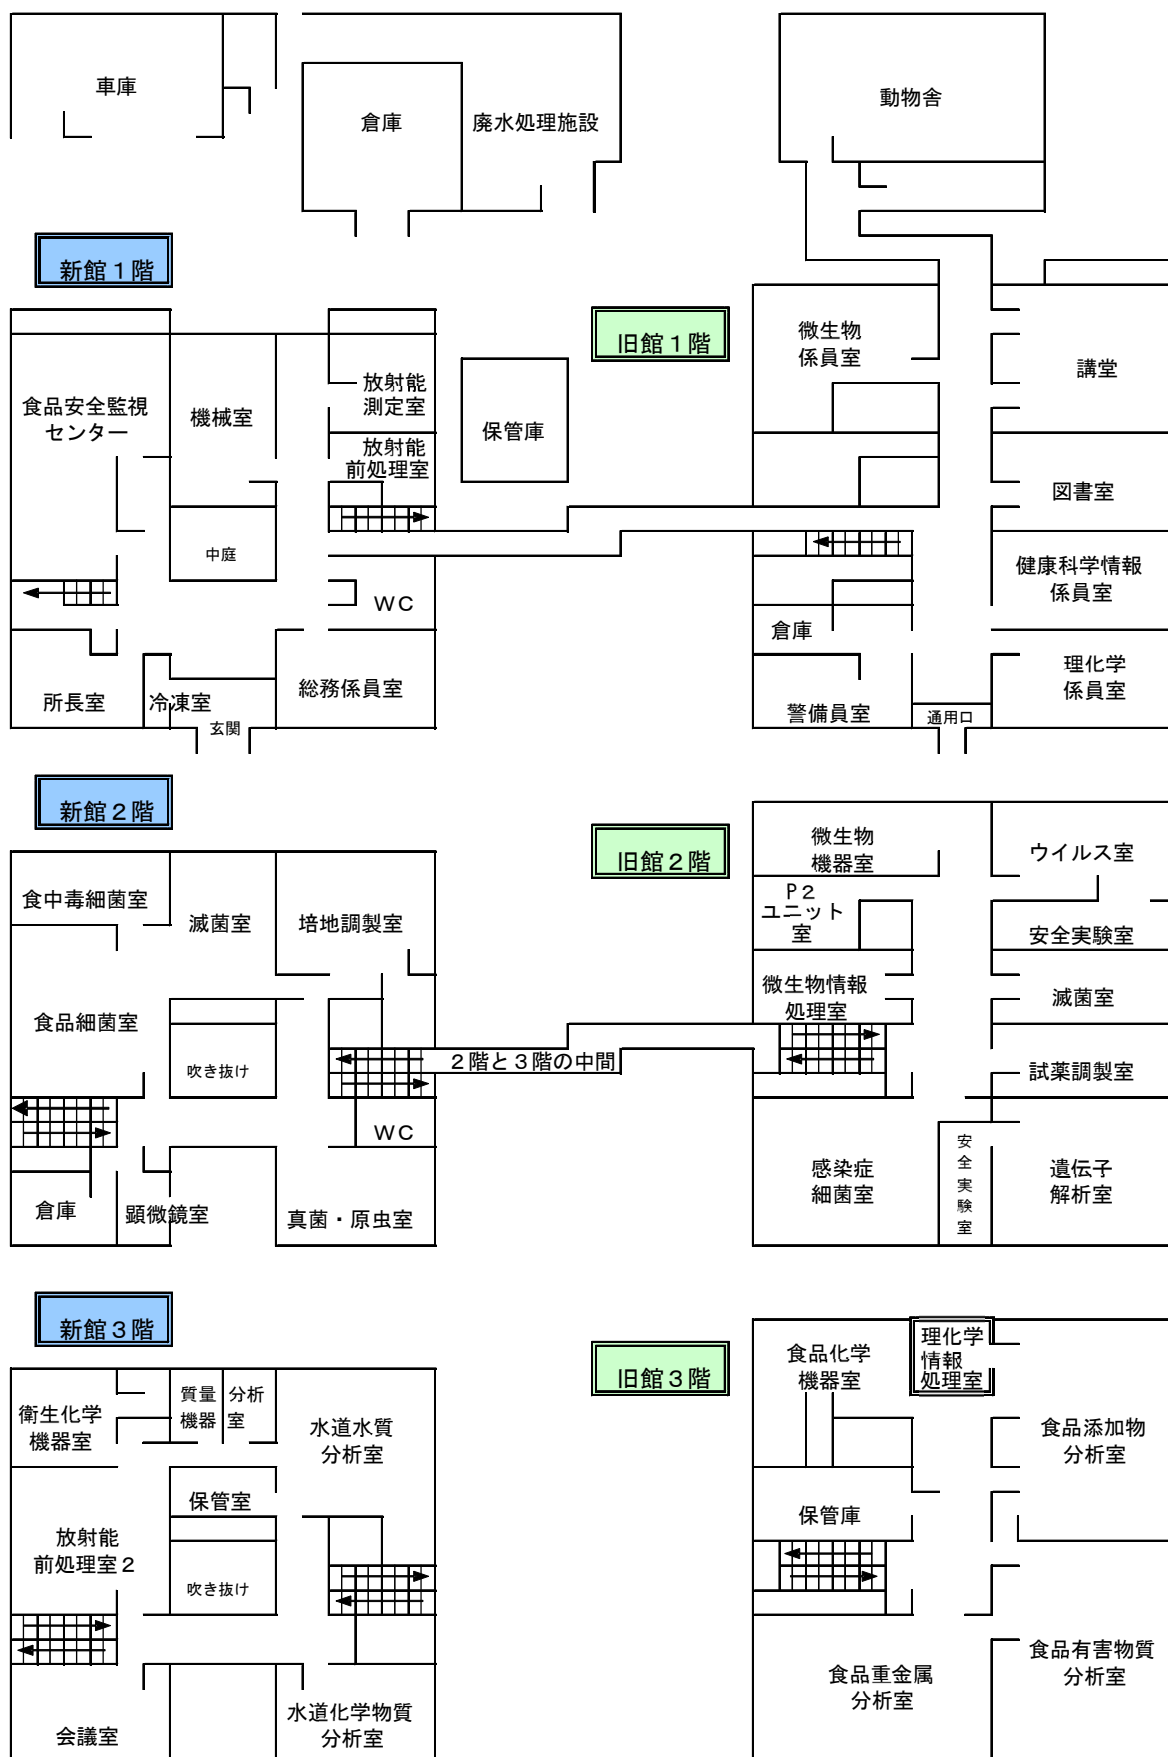 車庫
倉庫
廃水処理施設
動物舎
新館１階
旧館１階
食品安全監視
センター
機械室
放射能
測定室
放射能
前処理室
保管庫
中庭
ＷＣ
所長室
冷凍室
玄関
総務係員室
微生物
係員室
講堂
図書室
健康科学情報
係員室
倉庫
理化学
係員室
警備員室
通用口
新館２階
旧館２階
食中毒細菌室
滅菌室
培地調製室
食品細菌室
吹き抜け
２階と３階の中間
ＷＣ
倉庫
顕微鏡室
真菌・原虫室
微生物
機器室
ウイルス室
Ｐ２
ユニット
室
安全実験室
微生物情報
処理室
滅菌室
試薬調製室
感染症
細菌室
安
全
実
験
室
遺伝子
解析室
新館３階
旧館３階
衛生化学
機器室
質量
機器
分析
室
水道水質
分析室
保管室
放射能
前処理室２
吹き抜け
会議室
水道化学物質
分析室
食品化学
機器室
理化学
情報
処理室
食品添加物
分析室
保管庫
食品重金属
分析室
食品有害物質
分析室